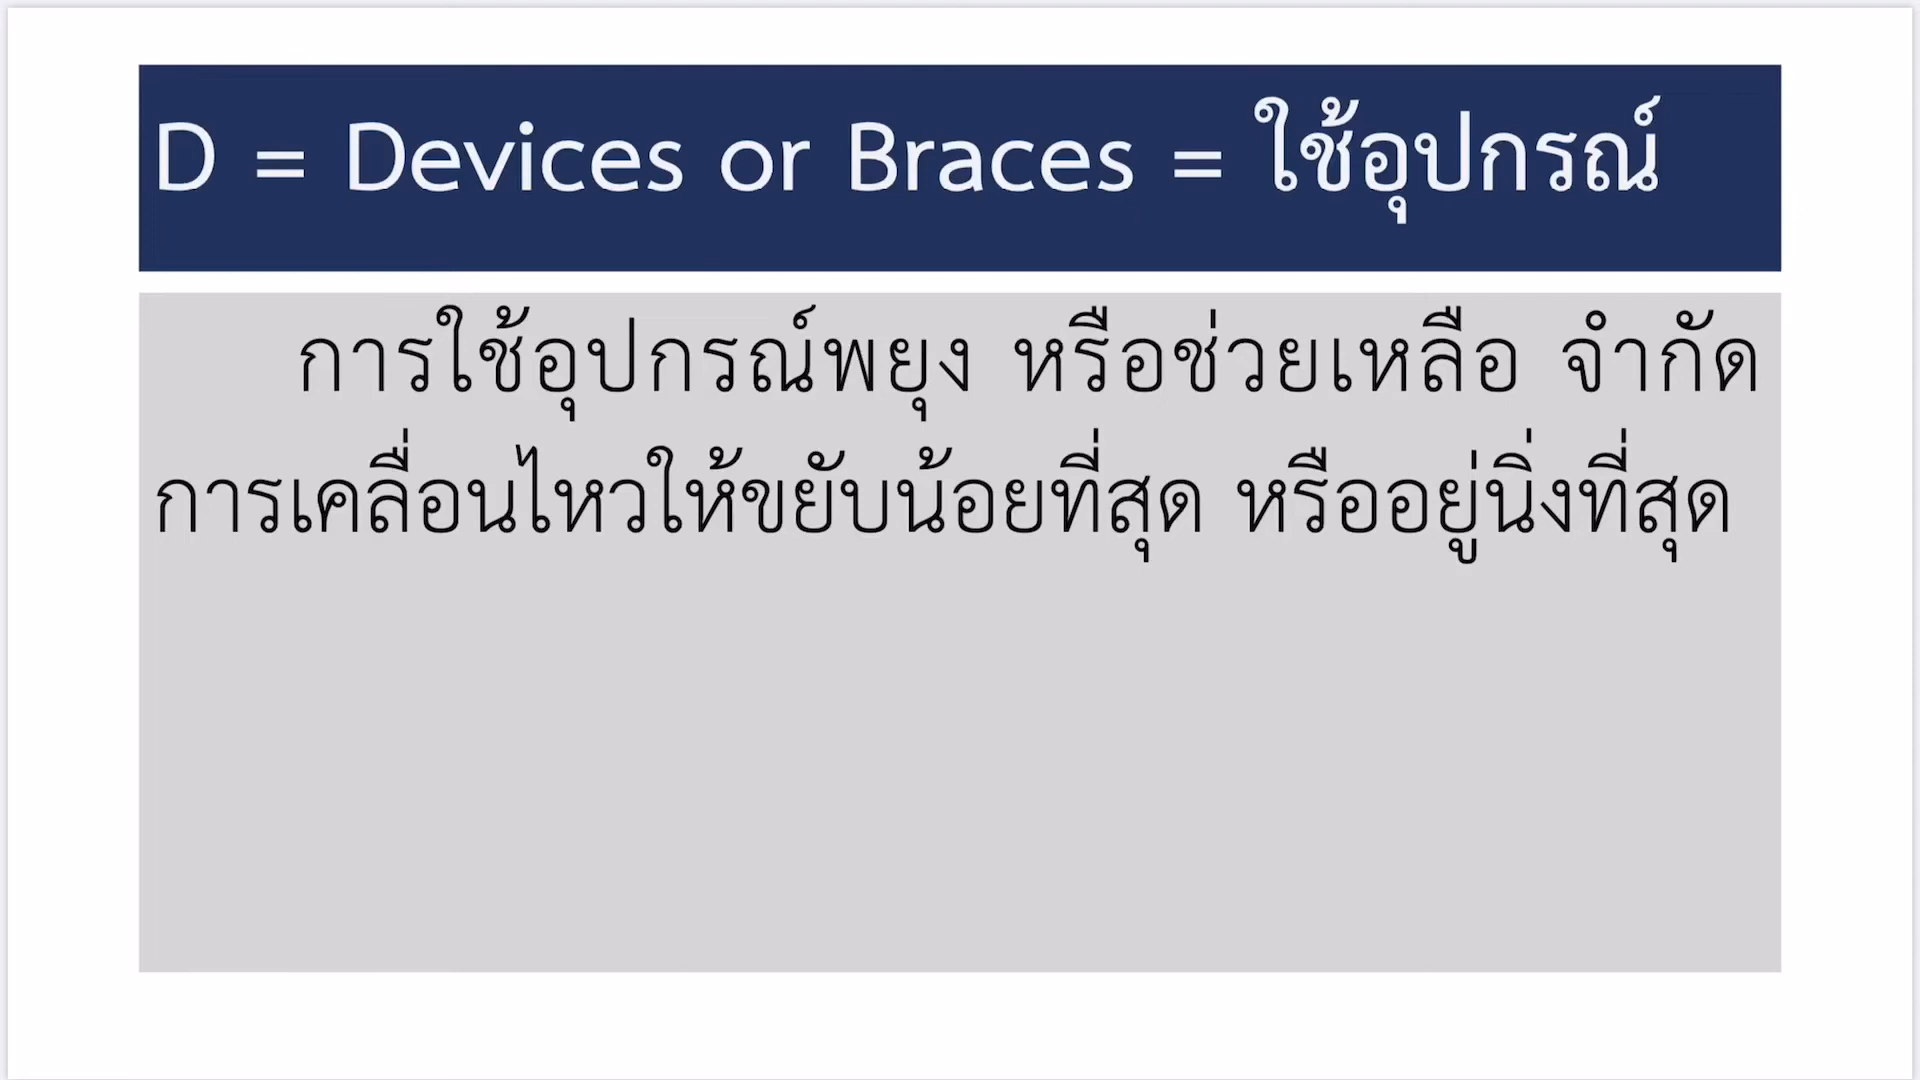 D = Devices or Braces = ใช้อุปกรณ์
การใช้อุปกรณ์พยุง หรือช่วยเหลือ จำกัด
การเคลื่อนไหวให้ขยับน้อยที่สุด หรืออยู่นิ่งที่สุด